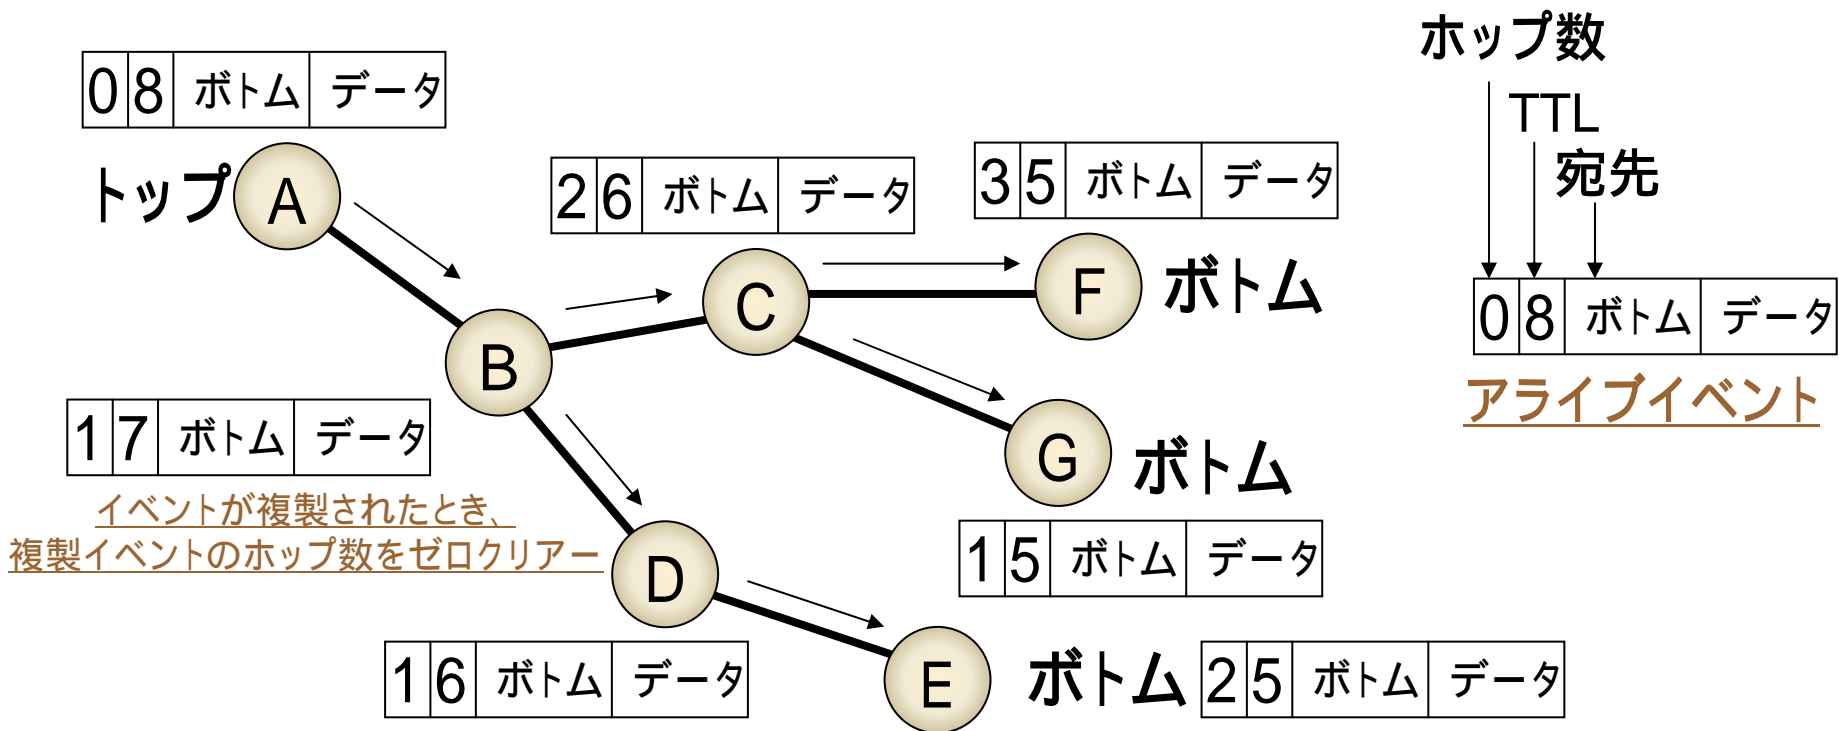 ホップ数
TTL
宛先
0 8 ボトム データ
アライブイベント
0 8 ボトム データ
トップ A
2 6 ボトム データ
3 5 ボトム データ
C
F ボトム
B
1 7 ボトム データ
イベントが複製されたとき、
複製イベントのホップ数をゼロクリアー
G ボトム
1 5 ボトム データ
D
1 6 ボトム データ
E ボトム 2 5 ボトム データ